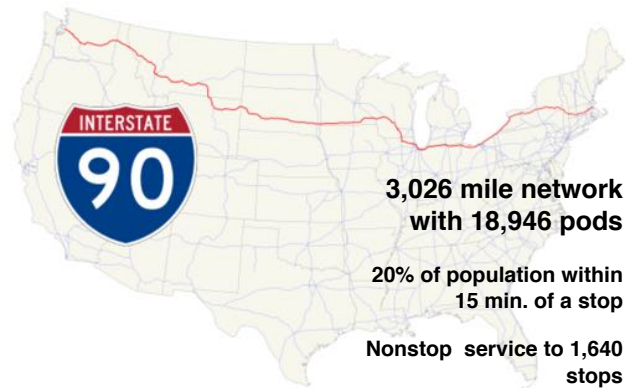 INTERSTATE
90
3,026 mile network
with 18,946 pods
20% of population within
15 min. of a stop
Nonstop service to 1,640
stops